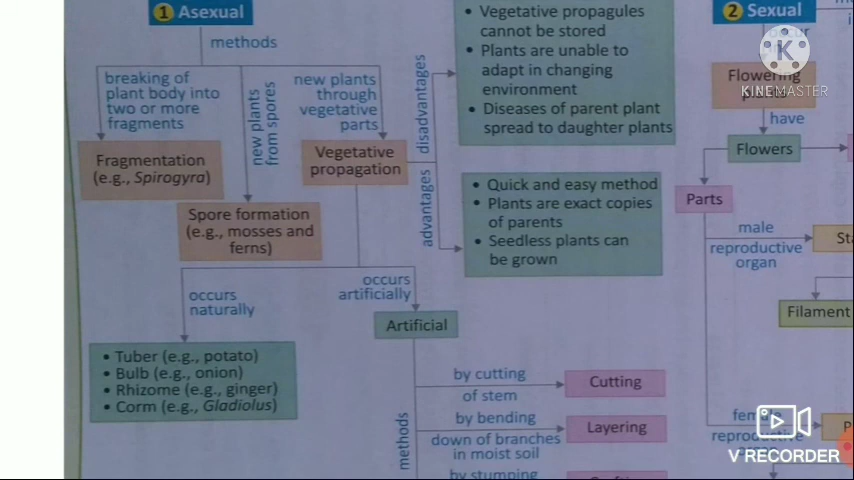 1 Asexual
methods
breaking of
plant body into
two or more
fragments
new plants
from spores
new plants
through
vegetative
parts
Fragmentation
(e.g., Spirogyra)
Vegetative
propagation
Spore formation
(e.g., mosses and
ferns)
disadvantages
• Vegetative propagules
cannot be stored
• Plants are unable to
adapt in changing
environment
• Diseases of parent plant
spread to daughter plants
advantages
• Quick and easy method
• Plants are exact copies
of parents
• Seedless plants can
be grown
occurs
naturally
occurs
artificially
• Tuber (e.g., potato)
• Bulb (e.g., onion)
• Rhizome (e.g., ginger)
• Corm (e.g., Gladiolus)
Artificial
methods
by cutting
of stem
Cutting
by bending
down of branches
in moist soil
Layering
by stumping
2 Sexual
Flowering
have
Flowers
Parts
male
reproductive
organ
Filament
KINEMASTER
V RECORDER